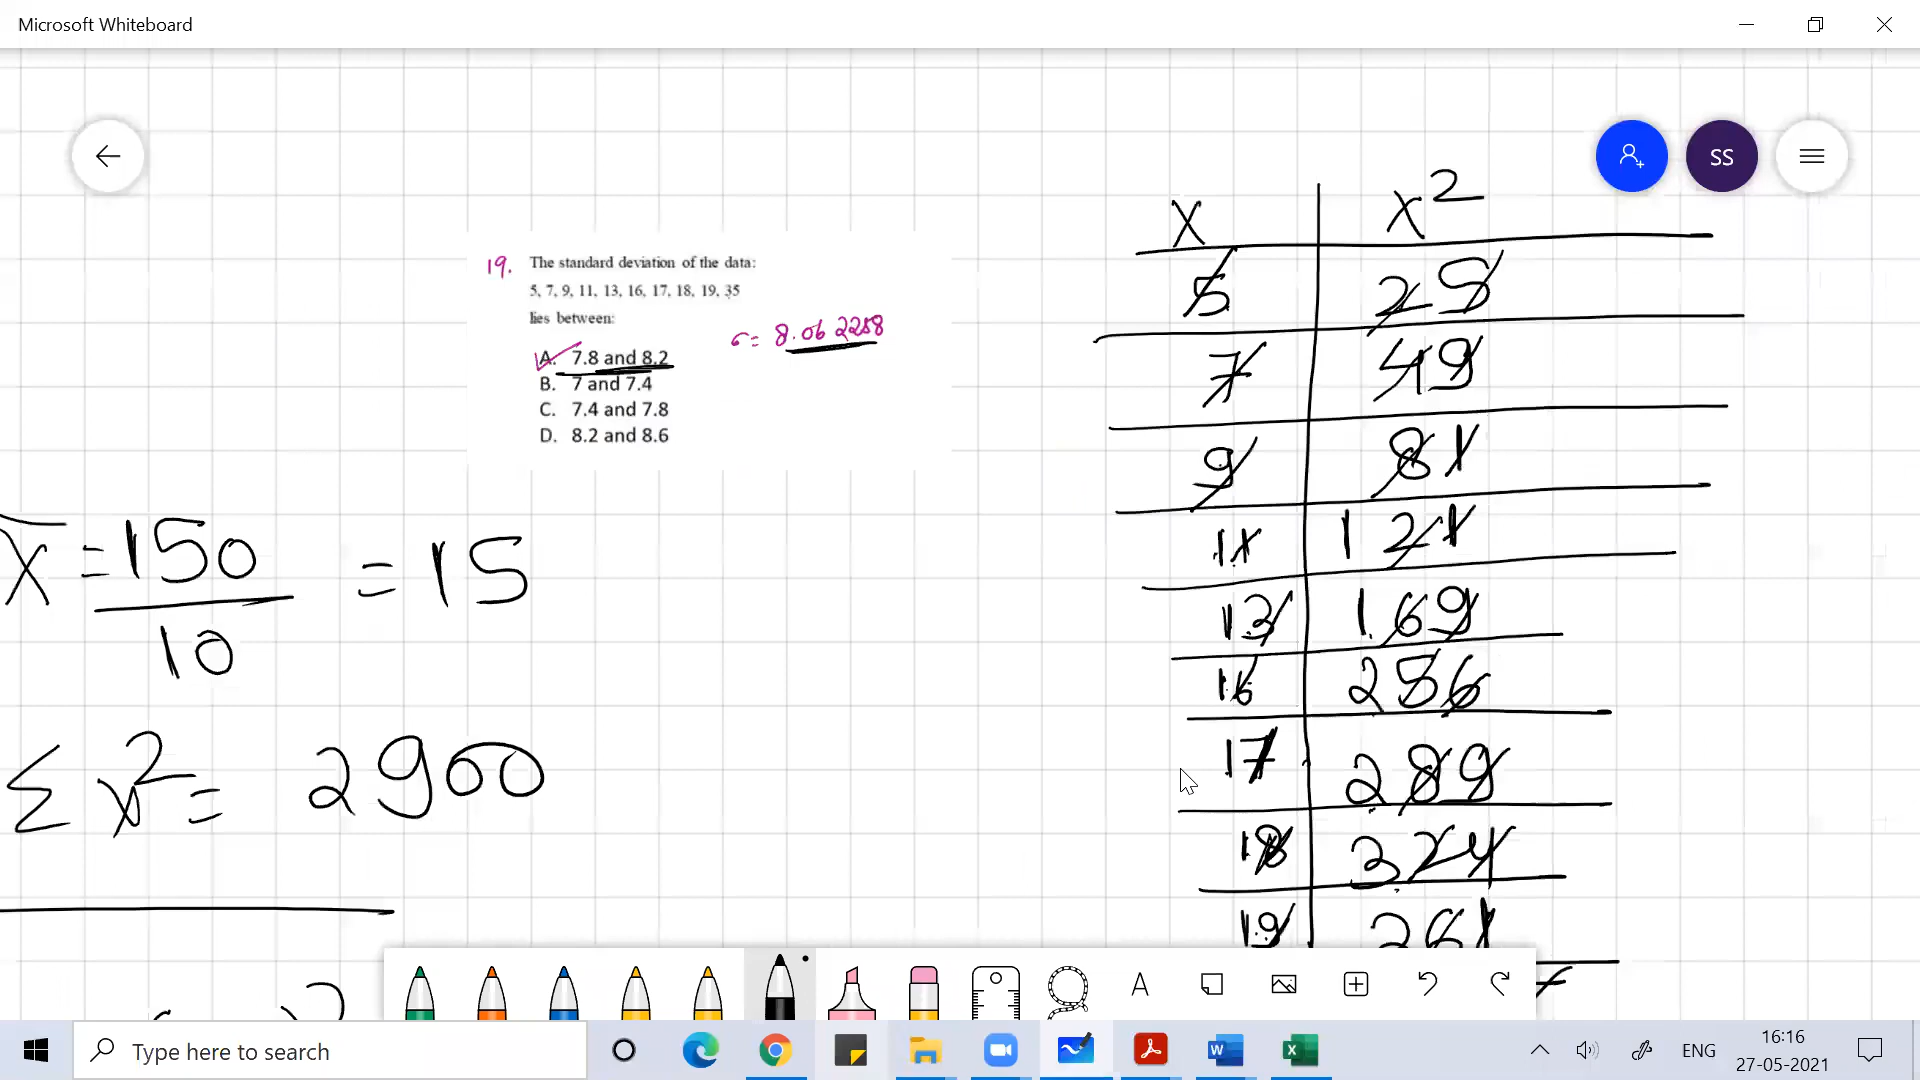 Microsoft Whiteboard
SS
19. The standard deviation of the data:
5, 7, 9, 11, 13, 16, 17, 18, 19, 35
lies between:
σ = 8.06 2258
A. 7.8 and 8.2
B. 7 and 7.4
C. 7.4 and 7.8
D. 8.2 and 8.6
x̄ = 150/10 = 15
Σ x² = 2900
x x²
5 25
7 49
9 81
11 121
13 169
16 256
17 289
18 324
19 361
A
Type here to search
ENG
16:16
27-05-2021